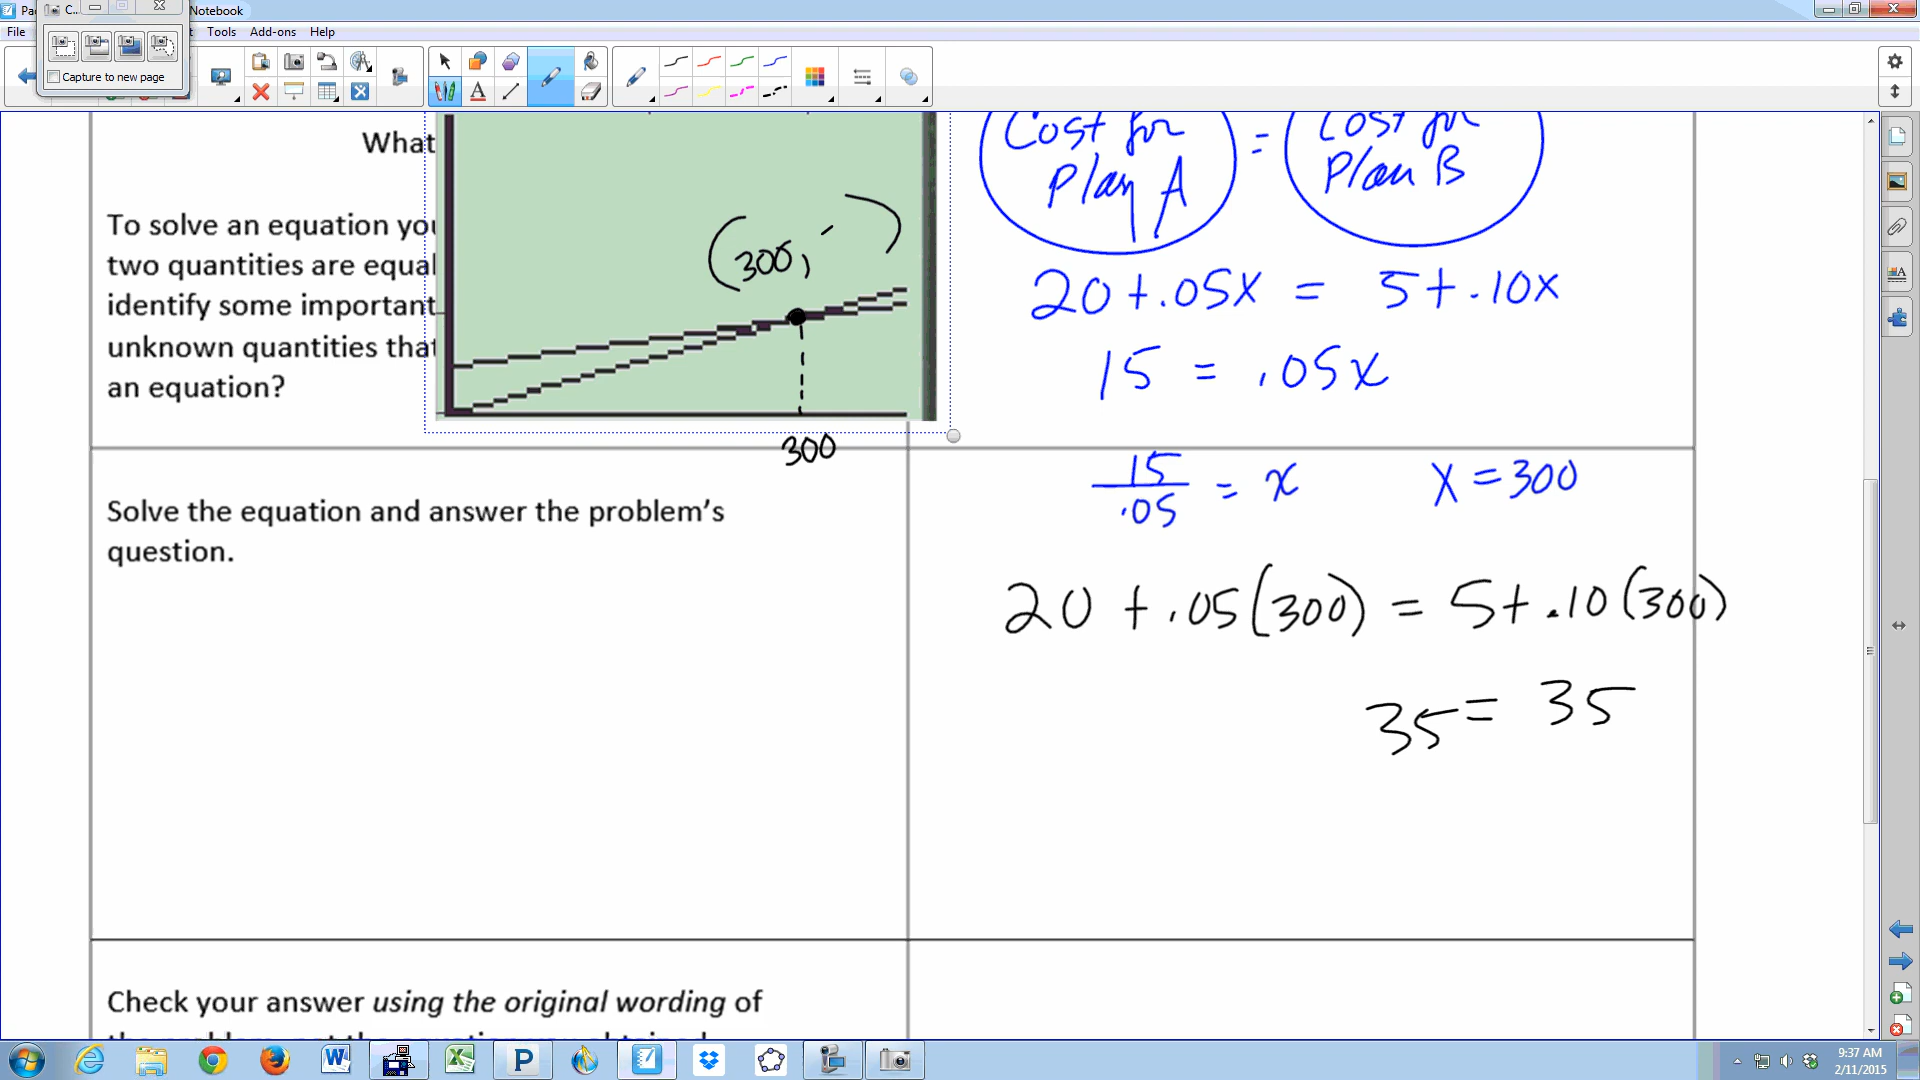 Pa
C...
Notebook
File
t
Tools
Add-ons
Help
Capture to new page
What
To solve an equation you
two quantities are equal
identify some important
unknown quantities that
an equation?
(300, )
300
Cost for
Plan A
=
Cost for
Plan B
20+.05x = 5+.10x
15 = .05x
15
.05
= x
x = 300
Solve the equation and answer the problem's
question.
20 + .05(300) = 5+.10(300)
35 = 35
Check your answer using the original wording of
9:37 AM
2/11/2015